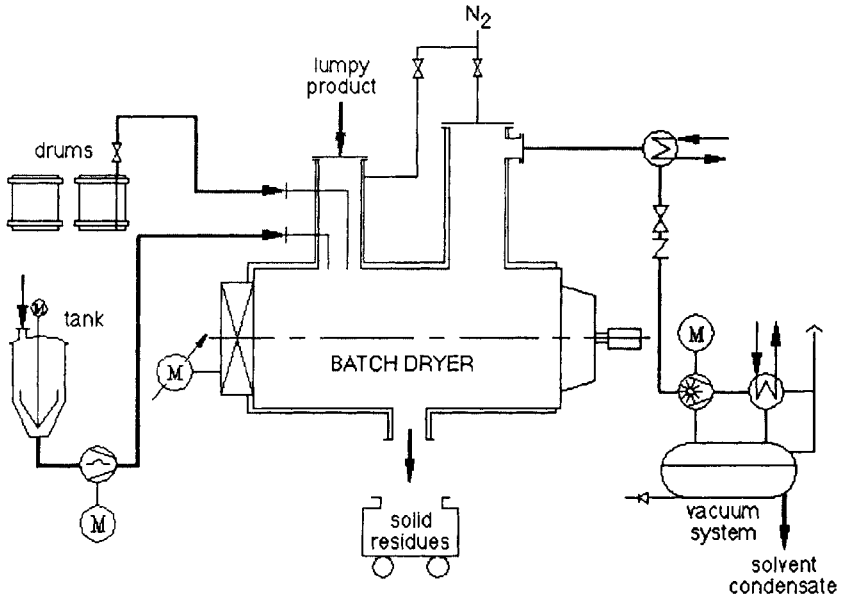 N2
lumpy
product
drums
tank
M
M
BATCH DRYER
M
M
solid
residues
vacuum
system
solvent
condensate